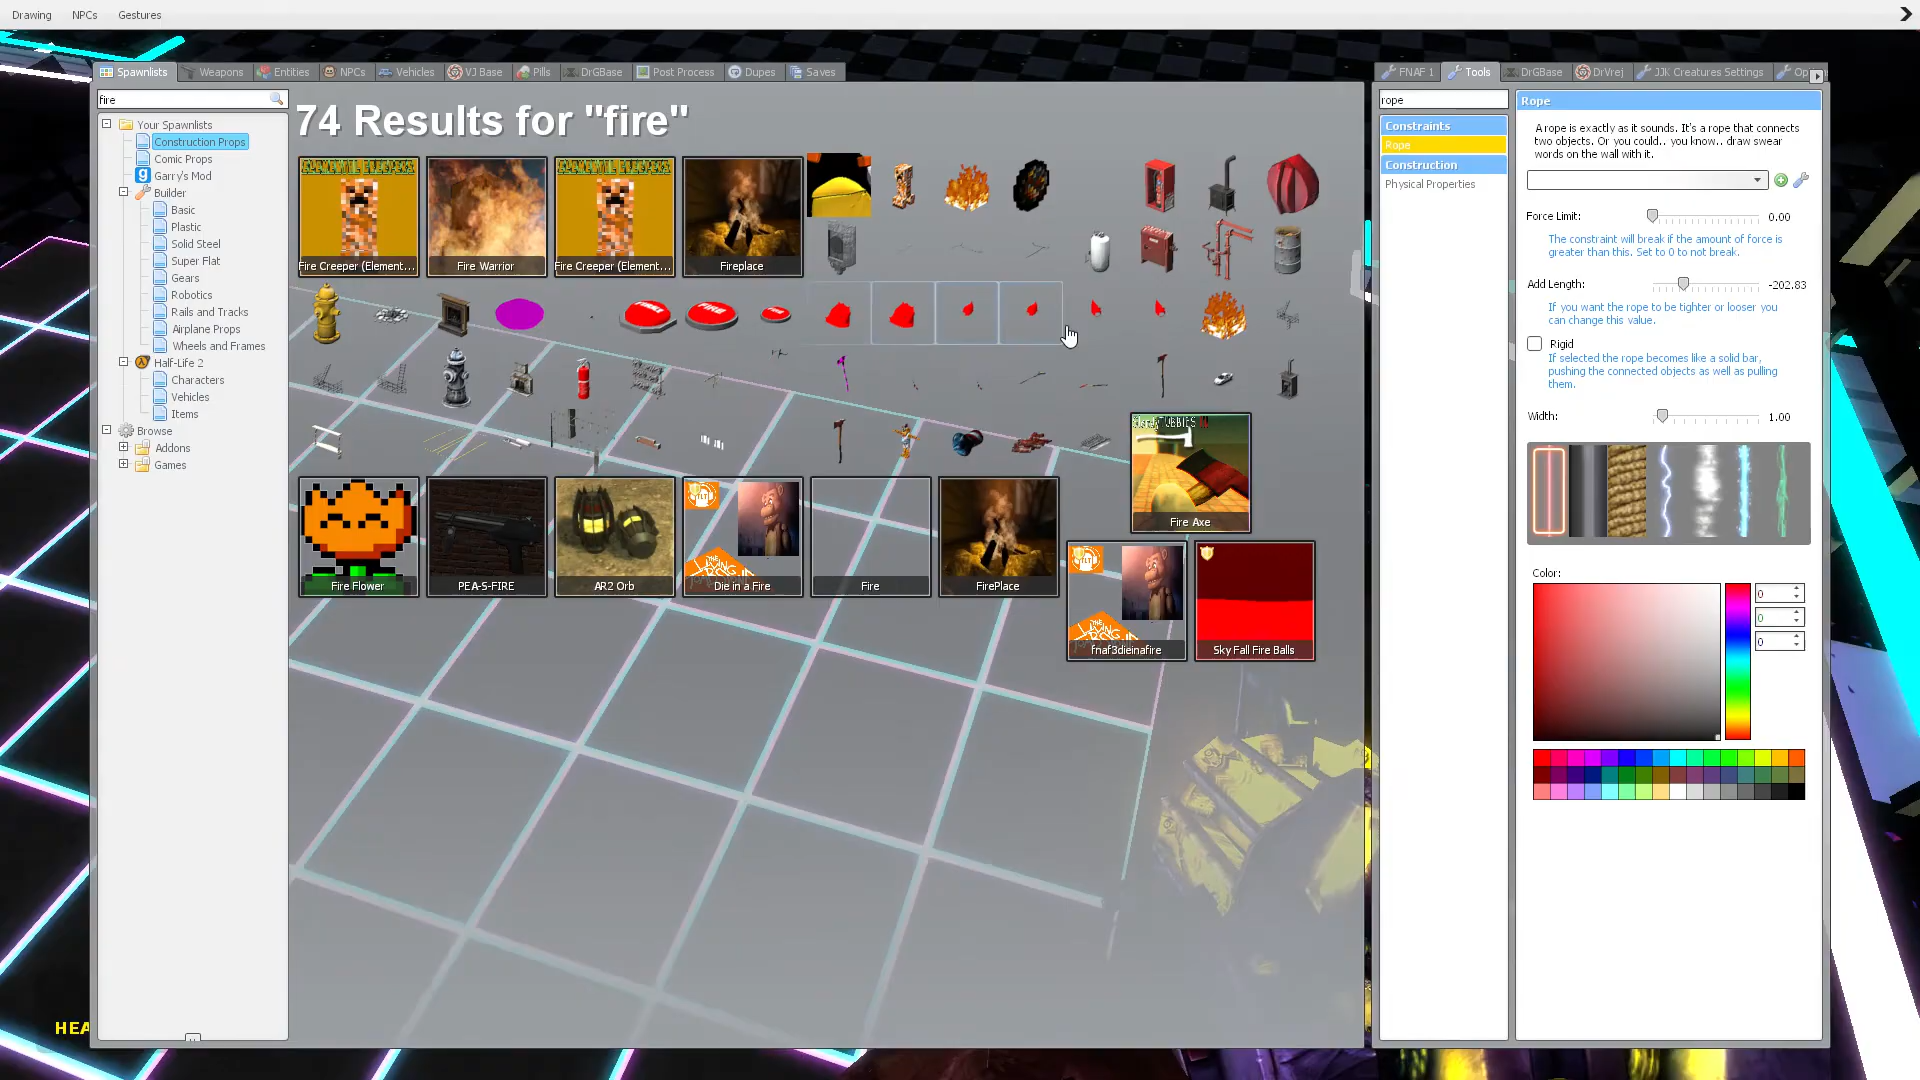 Drawing NPCs Gestures
Spawnlists Weapons Entities NPCs Vehicles VJ Base Pills DrGBase Post Process Dupes Saves
FNAF 1 Tools DrGBase DrVrej JJK Creatures Settings
fire
74 Results for "fire"
Your Spawnlists
Construction Props
Comic Props
Garry's Mod
Builder
Basic
Plastic
Solid Steel
Super Flat
Gears
Robotics
Rails and Tracks
Airplane Props
Wheels and Frames
Half-Life 2
Characters
Vehicles
Items
Browse
Addons
Games
Fire Creeper (Element...
Fire Warrior
Fire Creeper (Element...
Fireplace
FIRE
FIRE
Fire Axe
Fire Flower
PEA-S-FIRE
AR2 Orb
Die in a Fire
Fire
FirePlace
fnaf3dieinafire
Sky Fall Fire Balls
rope
Constraints
Rope
Construction
Physical Properties
Rope
A rope is exactly as it sounds. It's a rope that connects
two objects. Or you could.. you know.. draw swear
words on the wall with it.
Force Limit: 0.00
The constraint will break if the amount of force is
greater than this. Set to 0 to not break.
Add Length: -202.83
If you want the rope to be tighter or looser you
can change this value.
Rigid
If selected the rope becomes like a solid bar,
pushing the connected objects as well as pulling
them.
Width: 1.00
Color:
0
0
0
HEA